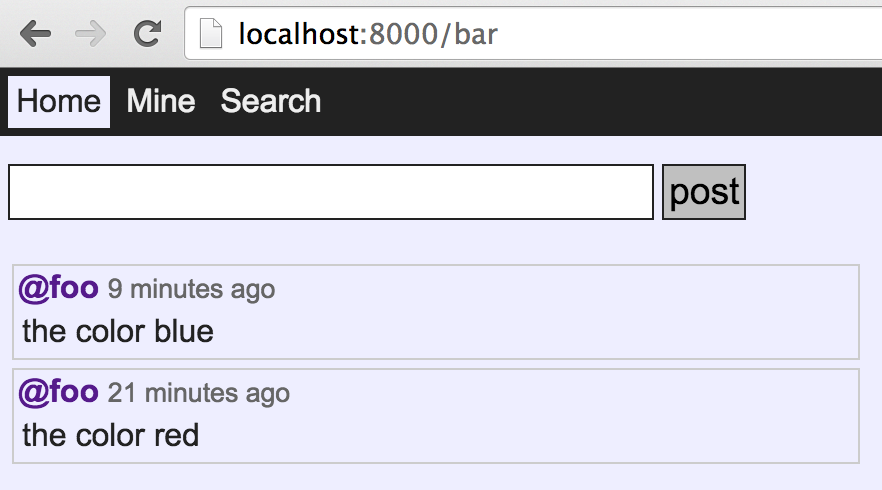 localhost:8000/bar
Home Mine Search
post
@foo 9 minutes ago
the color blue
@foo 21 minutes ago
the color red